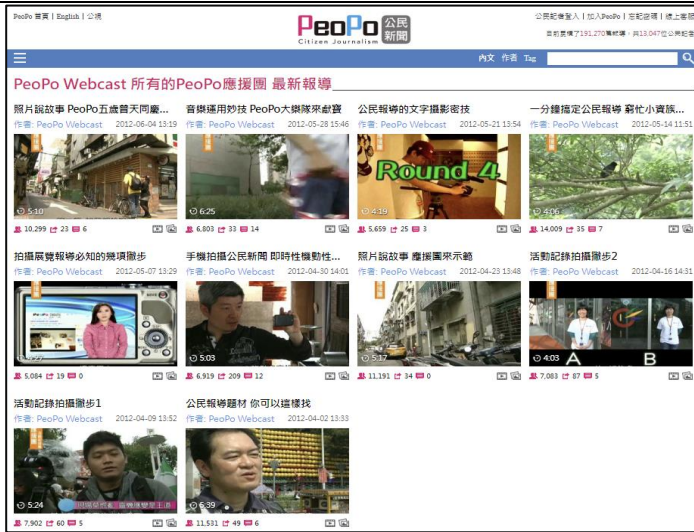 PeoPo 首頁 | English | 公視
PeoPo 公民新聞
Citizen Journalism
公民記者登入 | 加入PeoPo | 忘記密碼 | 線上客服
目前累積了191,270篇報導，共13,047位公民記者
內文 作者 Tag
PeoPo Webcast 所有的PeoPo應援團 最新報導
照片說故事 PeoPo五歲普天同慶...
作者: PeoPo Webcast 2012-06-04 13:19
5:10
10,299 23 6
音樂運用妙技 PeoPo大樂隊來獻寶
作者: PeoPo Webcast 2012-05-28 15:46
6:25
6,803 33 14
公民報導的文字攝影密技
作者: PeoPo Webcast 2012-05-21 13:54
Round 4
4:19
5,659 25 3
一分鐘搞定公民報導 窮忙小資族...
作者: PeoPo Webcast 2012-05-14 11:51
4:06
14,009 35 7
拍攝展覽報導必知的幾項撇步
作者: PeoPo Webcast 2012-05-07 13:29
5,084 19 0
手機拍攝公民新聞 即時性機動性...
作者: PeoPo Webcast 2012-04-30 14:01
5:03
6,919 209 12
照片說故事 應援團來示範
作者: PeoPo Webcast 2012-04-23 13:48
5:17
11,191 34 0
活動記錄拍攝撇步2
作者: PeoPo Webcast 2012-04-16 14:31
4:03
A B
7,083 87 5
活動記錄拍攝撇步1
作者: PeoPo Webcast 2012-04-09 13:52
5:24
7,902 60 5
公民報導題材 你可以這樣找
作者: PeoPo Webcast 2012-04-02 13:33
6:39
11,531 49 6